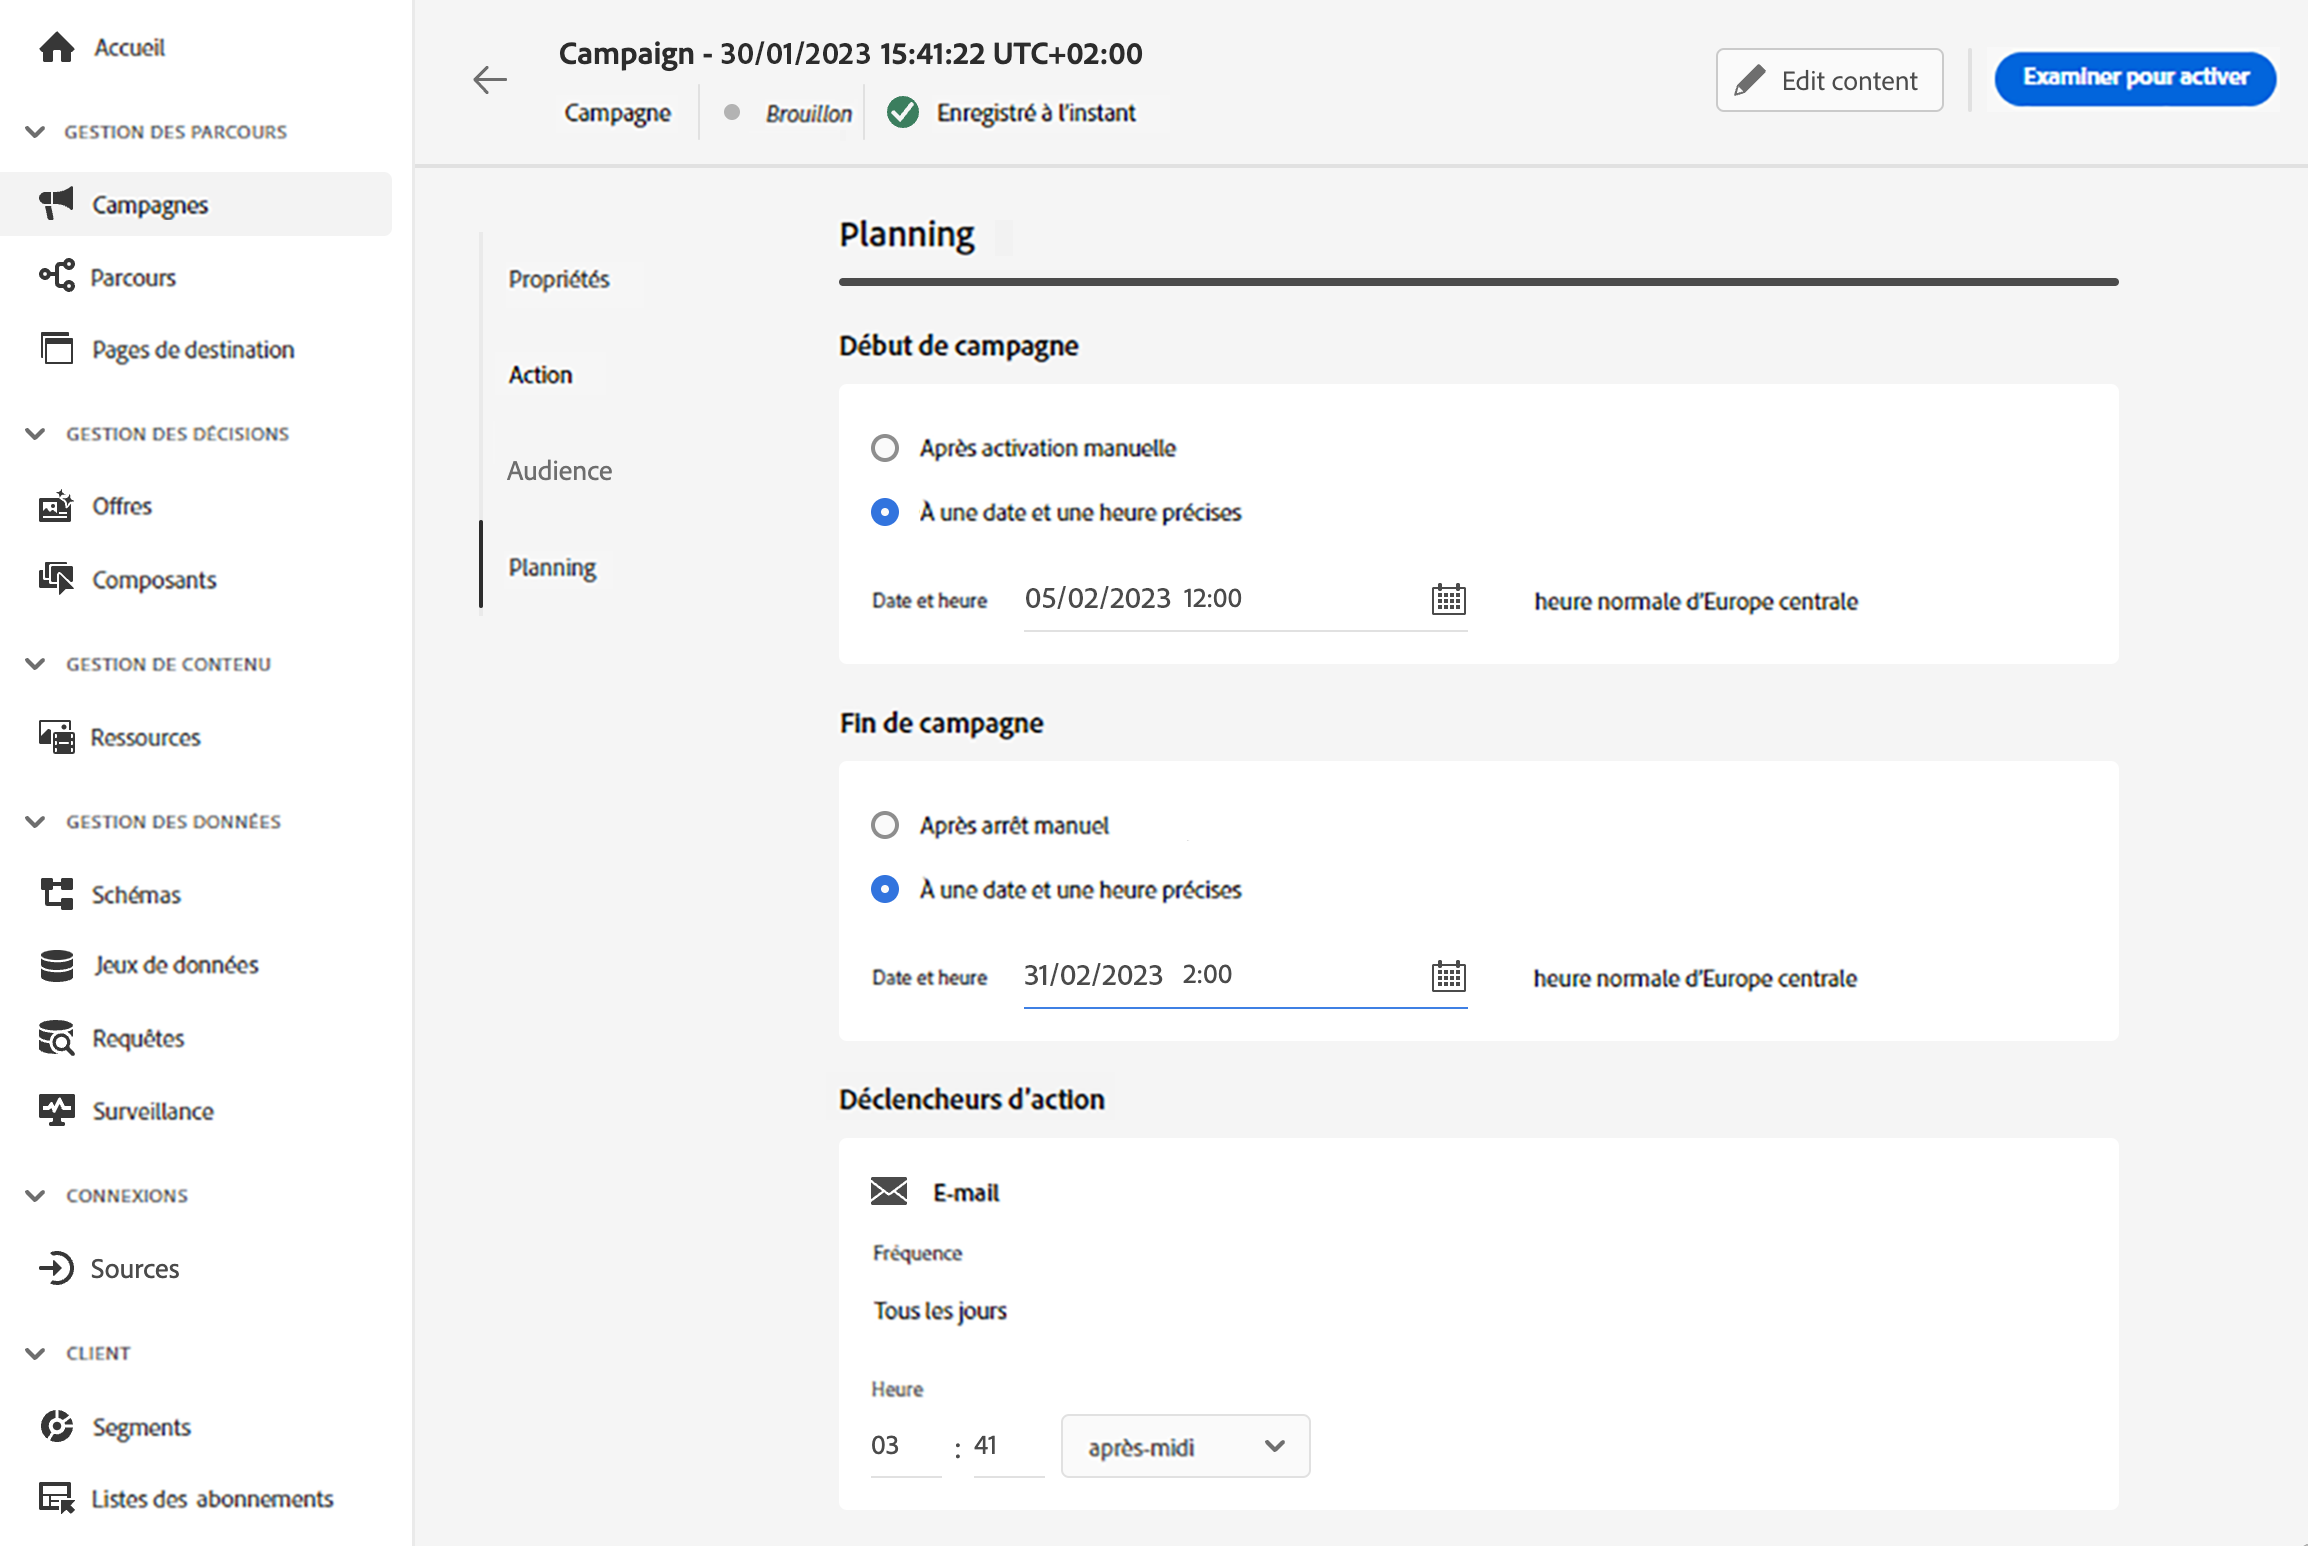 Accueil
GESTION DES PARCOURS
Campagnes
Parcours
Pages de destination
GESTION DES DÉCISIONS
Offres
Composants
GESTION DE CONTENU
Ressources
GESTION DES DONNÉES
Schémas
Jeux de données
Requêtes
Surveillance
CONNEXIONS
Sources
CLIENT
Segments
Listes des abonnements
Campaign - 30/01/2023 15:41:22 UTC+02:00
Campagne Brouillon Enregistré à l'instant
Edit content
Examiner pour activer
Propriétés
Action
Audience
Planning
Planning
Début de campagne
Après activation manuelle
À une date et une heure précises
Date et heure 05/02/2023 12:00 heure normale d'Europe centrale
Fin de campagne
Après arrêt manuel
À une date et une heure précises
Date et heure 31/02/2023 2:00 heure normale d'Europe centrale
Déclencheurs d'action
E-mail
Fréquence
Tous les jours
Heure
03 : 41 après-midi